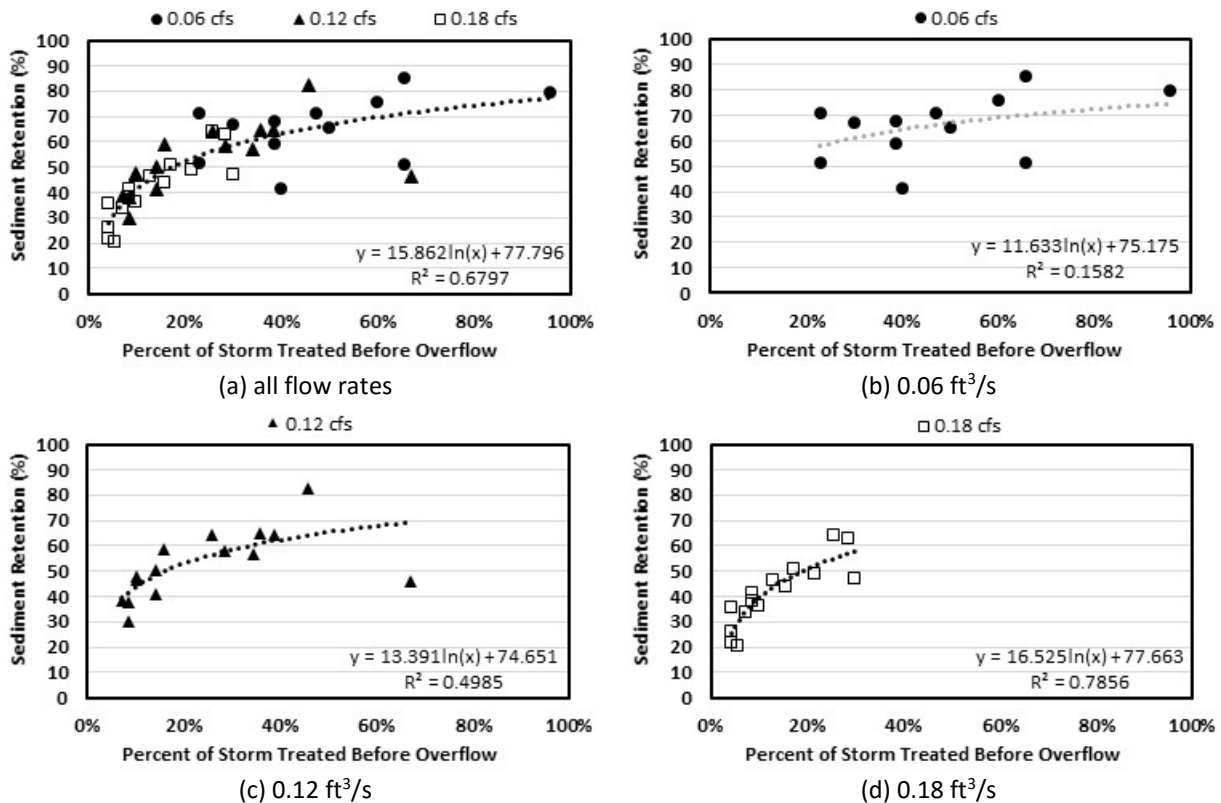 ● 0.06 cfs ▲ 0.12 cfs □ 0.18 cfs
Sediment Retention (%)
100
90
80
70
60
50
40
30
20
10
0
y = 15.862ln(x) + 77.796
R² = 0.6797
0% 20% 40% 60% 80% 100%
Percent of Storm Treated Before Overflow
(a) all flow rates
● 0.06 cfs
Sediment Retention (%)
100
90
80
70
60
50
40
30
20
10
0
y = 11.633ln(x) + 75.175
R² = 0.1582
0% 20% 40% 60% 80% 100%
Percent of Storm Treated Before Overflow
(b) 0.06 ft³/s
▲ 0.12 cfs
Sediment Retention (%)
100
90
80
70
60
50
40
30
20
10
0
y = 13.391ln(x) + 74.651
R² = 0.4985
0% 20% 40% 60% 80% 100%
Percent of Storm Treated Before Overflow
(c) 0.12 ft³/s
□ 0.18 cfs
Sediment Retention (%)
100
90
80
70
60
50
40
30
20
10
0
y = 16.525ln(x) + 77.663
R² = 0.7856
0% 20% 40% 60% 80% 100%
Percent of Storm Treated Before Overflow
(d) 0.18 ft³/s